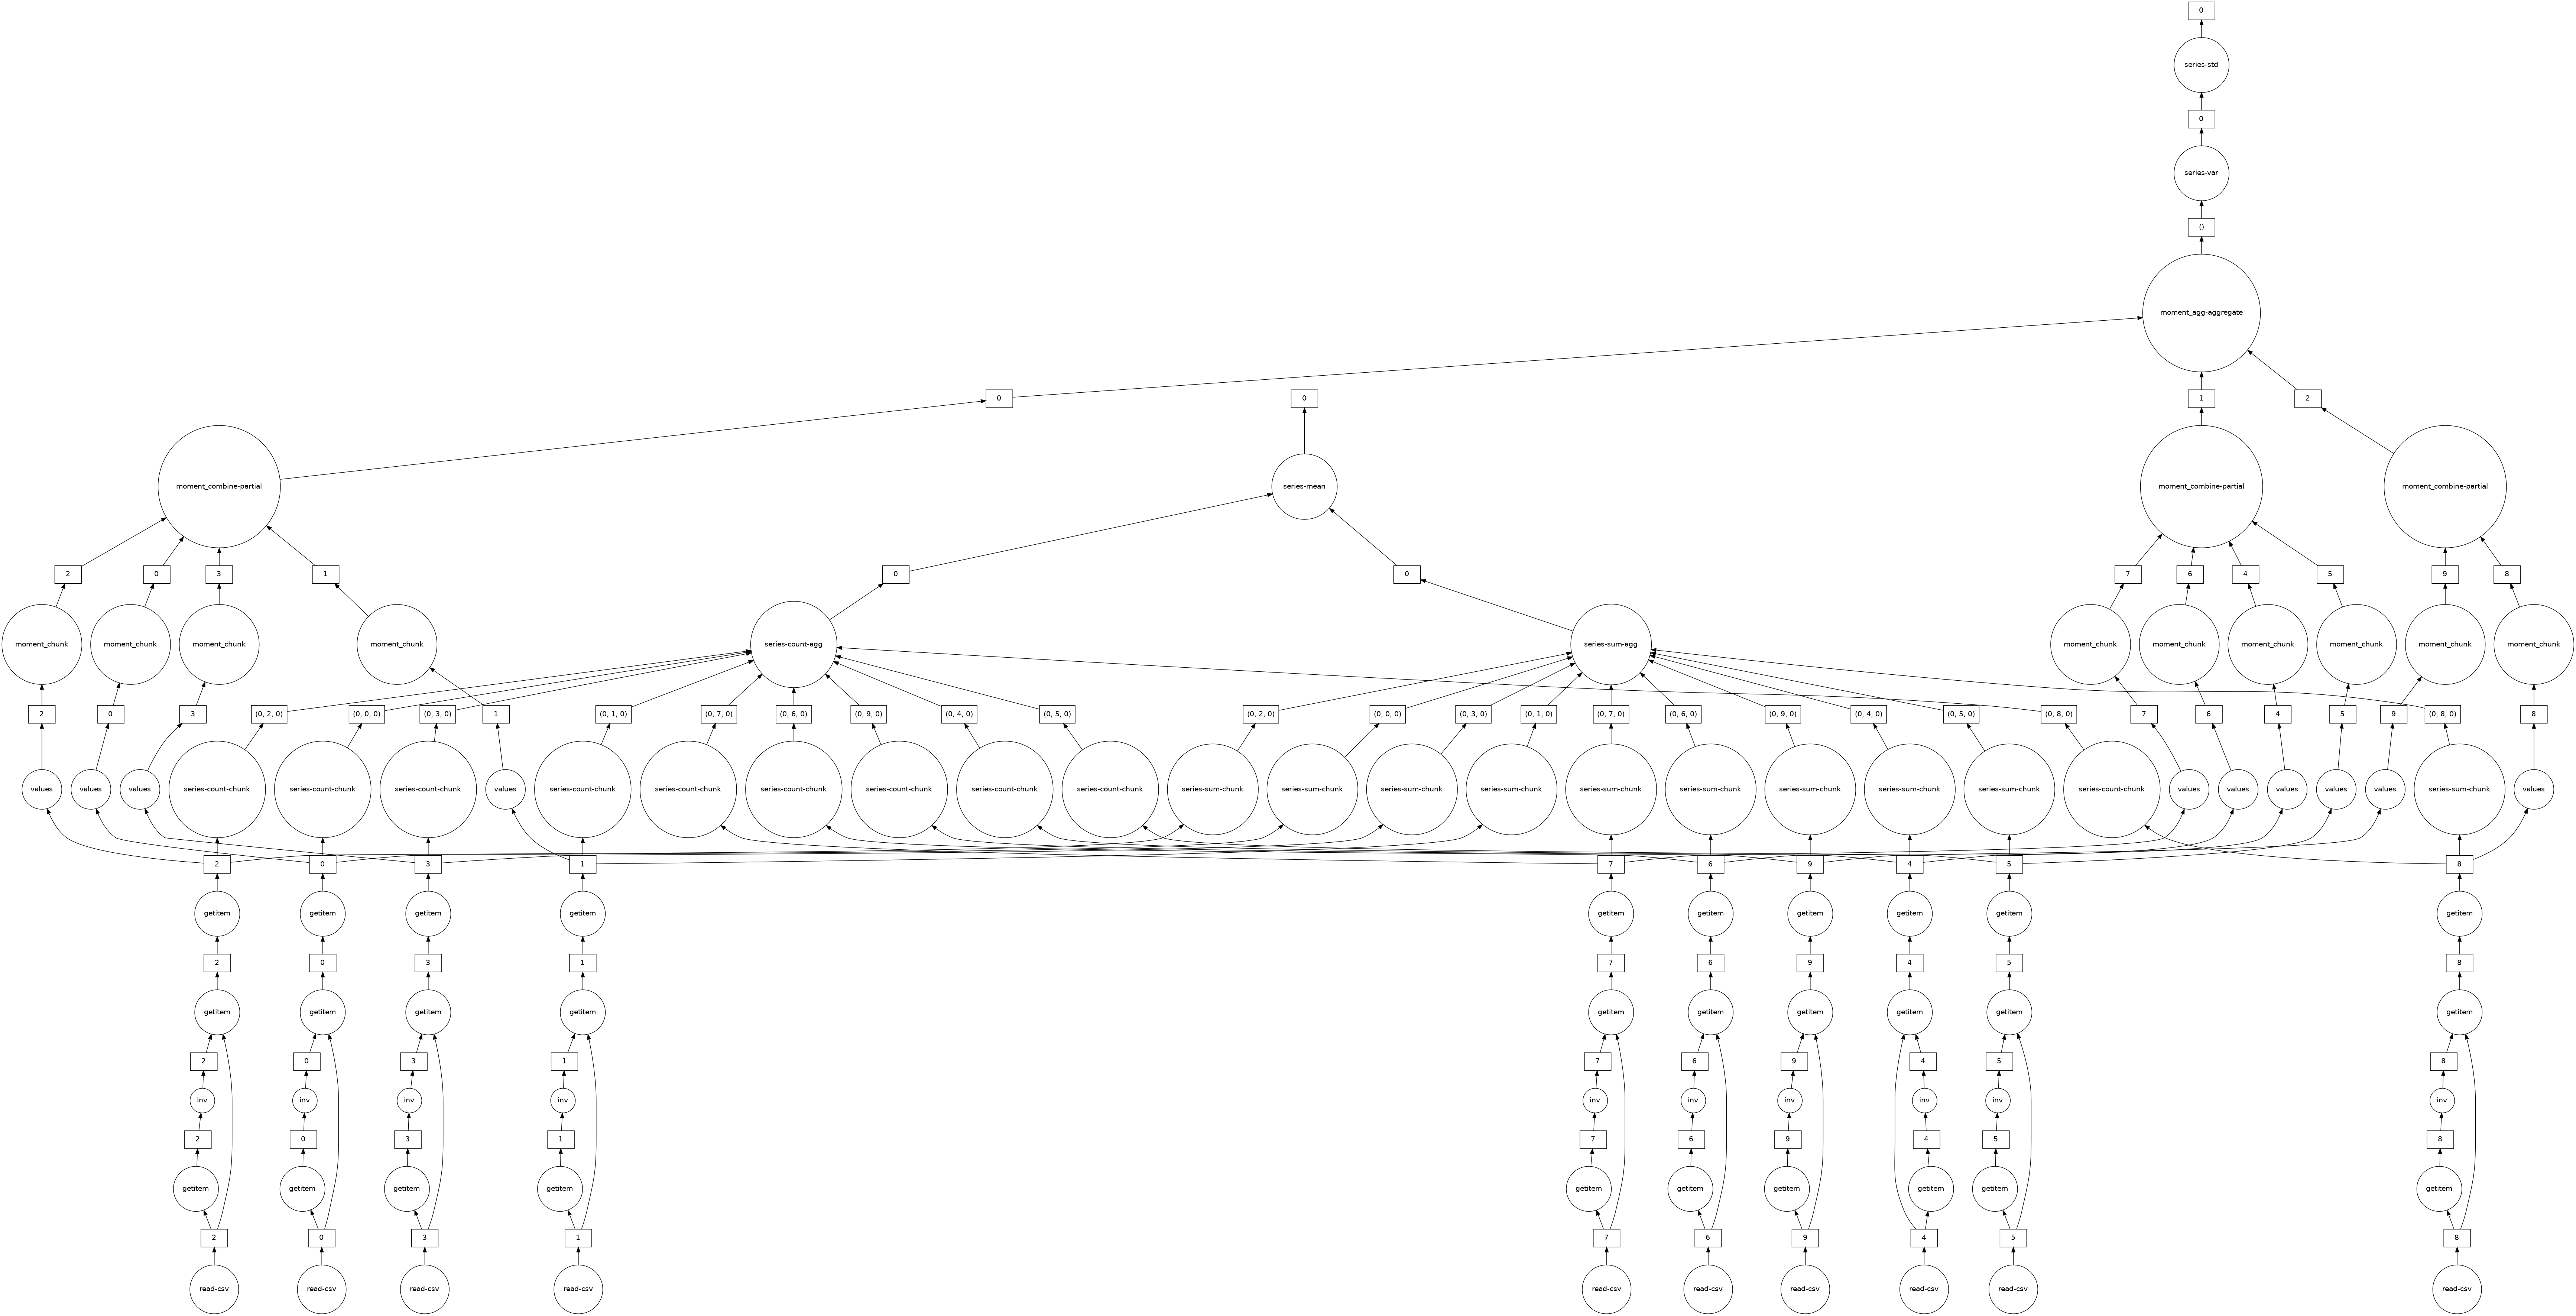 0
series-std
0
series-var
()
moment_agg-aggregate
0 0 1 2
moment_combine-partial series-mean moment_combine-partial moment_combine-partial
2 0 3 1 0 0 7 6 4 5 9 8
moment_chunk moment_chunk moment_chunk moment_chunk series-count-agg series-sum-agg moment_chunk moment_chunk moment_chunk moment_chunk moment_chunk moment_chunk
2 0 3 (0, 2, 0) (0, 0, 0) (0, 3, 0) 1 (0, 1, 0) (0, 7, 0) (0, 6, 0) (0, 9, 0) (0, 4, 0) (0, 5, 0) (0, 2, 0) (0, 0, 0) (0, 3, 0) (0, 1, 0) (0, 7, 0) (0, 6, 0) (0, 9, 0) (0, 4, 0) (0, 5, 0) (0, 8, 0) 7 6 4 5 9 (0, 8, 0) 8
values values values series-count-chunk series-count-chunk series-count-chunk values series-count-chunk series-count-chunk series-count-chunk series-count-chunk series-count-chunk series-count-chunk series-sum-chunk series-sum-chunk series-sum-chunk series-sum-chunk series-sum-chunk series-sum-chunk series-sum-chunk series-sum-chunk series-sum-chunk series-count-chunk values values values values values series-sum-chunk values
2 0 3 1 7 6 9 4 5 8
getitem getitem getitem getitem getitem getitem getitem getitem getitem getitem
2 0 3 1 7 6 9 4 5 8
getitem getitem getitem getitem getitem getitem getitem getitem getitem getitem
2 0 3 1 7 6 9 4 5 8
inv inv inv inv inv inv inv inv inv inv
2 0 3 1 7 6 9 4 5 8
getitem getitem getitem getitem getitem getitem getitem getitem getitem getitem
2 0 3 1 7 6 9 4 5 8
read-csv read-csv read-csv read-csv read-csv read-csv read-csv read-csv read-csv read-csv